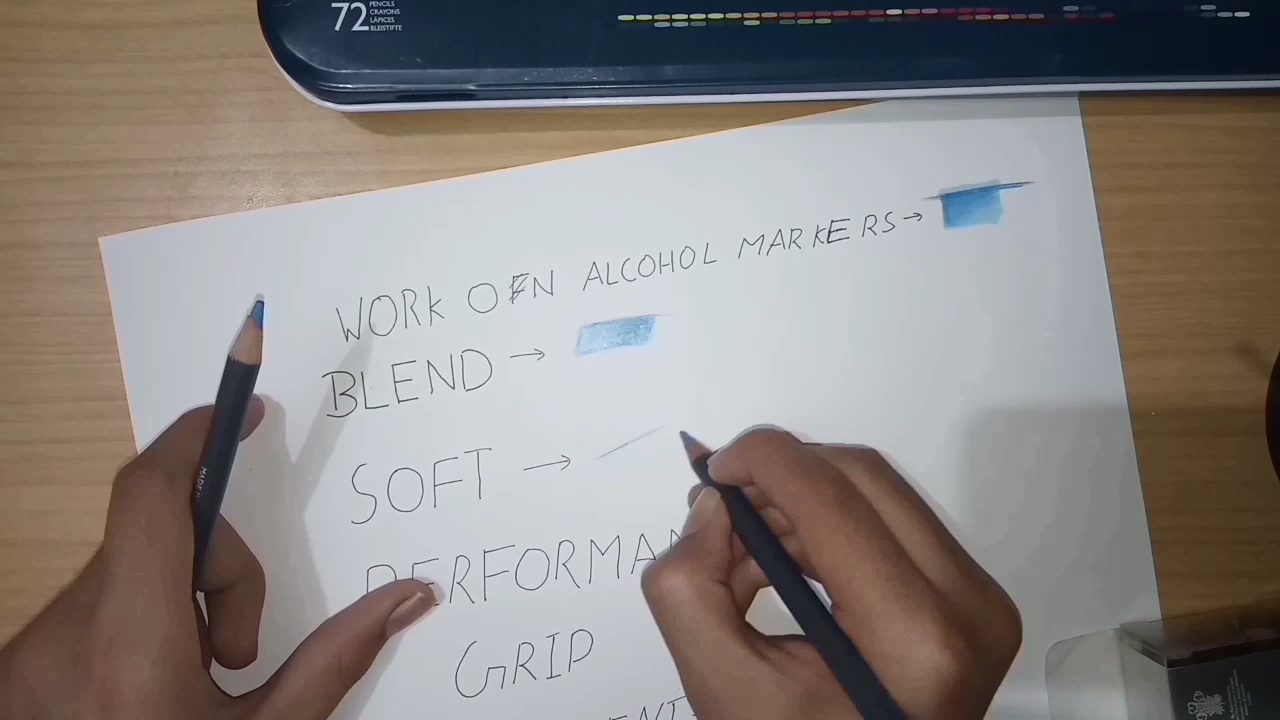 72 PENCILS
CRAYONS
LÁPICES
BLEISTIFTE
WORK ON ALCOHOL MARKERS →
BLEND →
SOFT →
GRIP